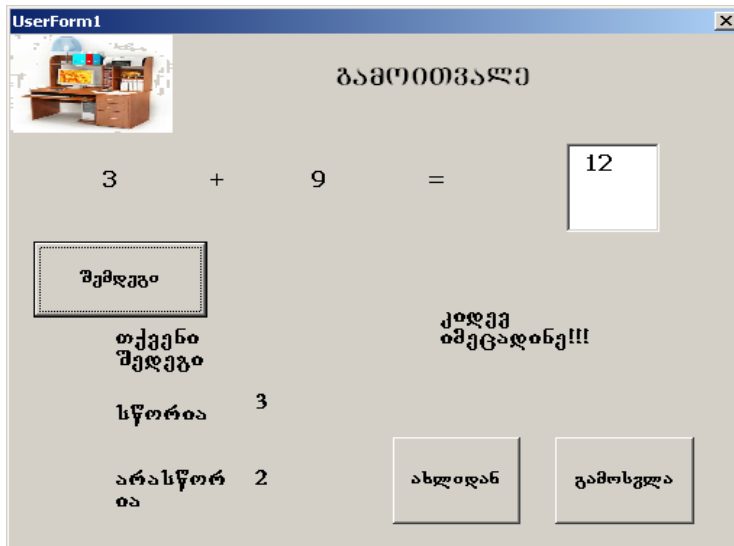 UserForm1
გამოითვალე
3 + 9 = 12
შემდეგი
თქვენი
შედეგი
კიდევ
იმეცადინე!!!
სწორია 3
არასწორ
ია
2
ახლიდან
გამოსვლა